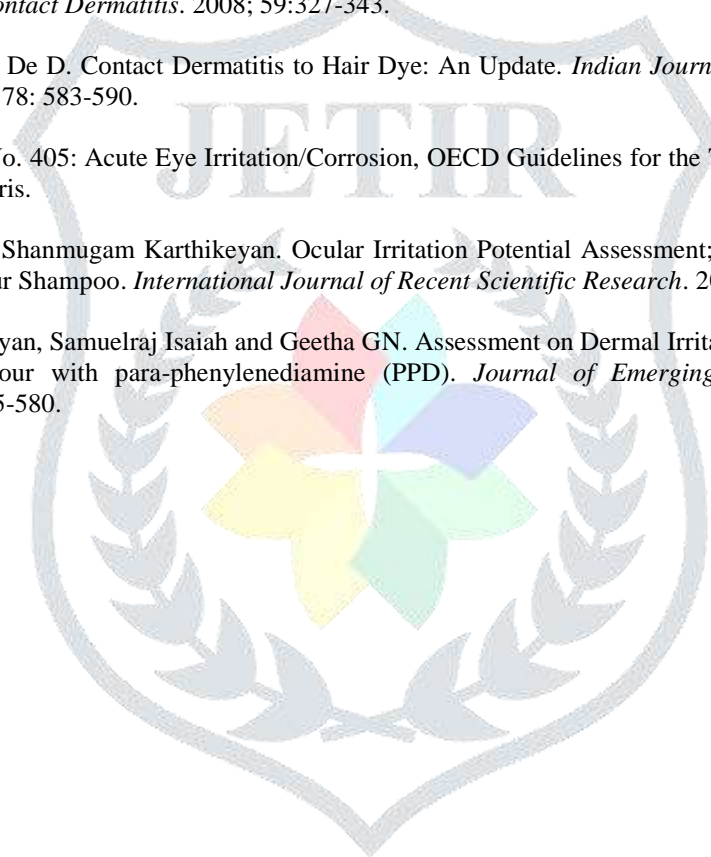 ontact Dermatitis. 2008; 59:327-343.
De D. Contact Dermatitis to Hair Dye: An Update. Indian Journ
78: 583-590.
o. 405: Acute Eye Irritation/Corrosion, OECD Guidelines for the
ris.
Shanmugam Karthikeyan. Ocular Irritation Potential Assessment;
ur Shampoo. International Journal of Recent Scientific Research. 20
yan, Samuelraj Isaiah and Geetha GN. Assessment on Dermal Irrita
our with para-phenylenediamine (PPD). Journal of Emerging
5-580.
JETIR